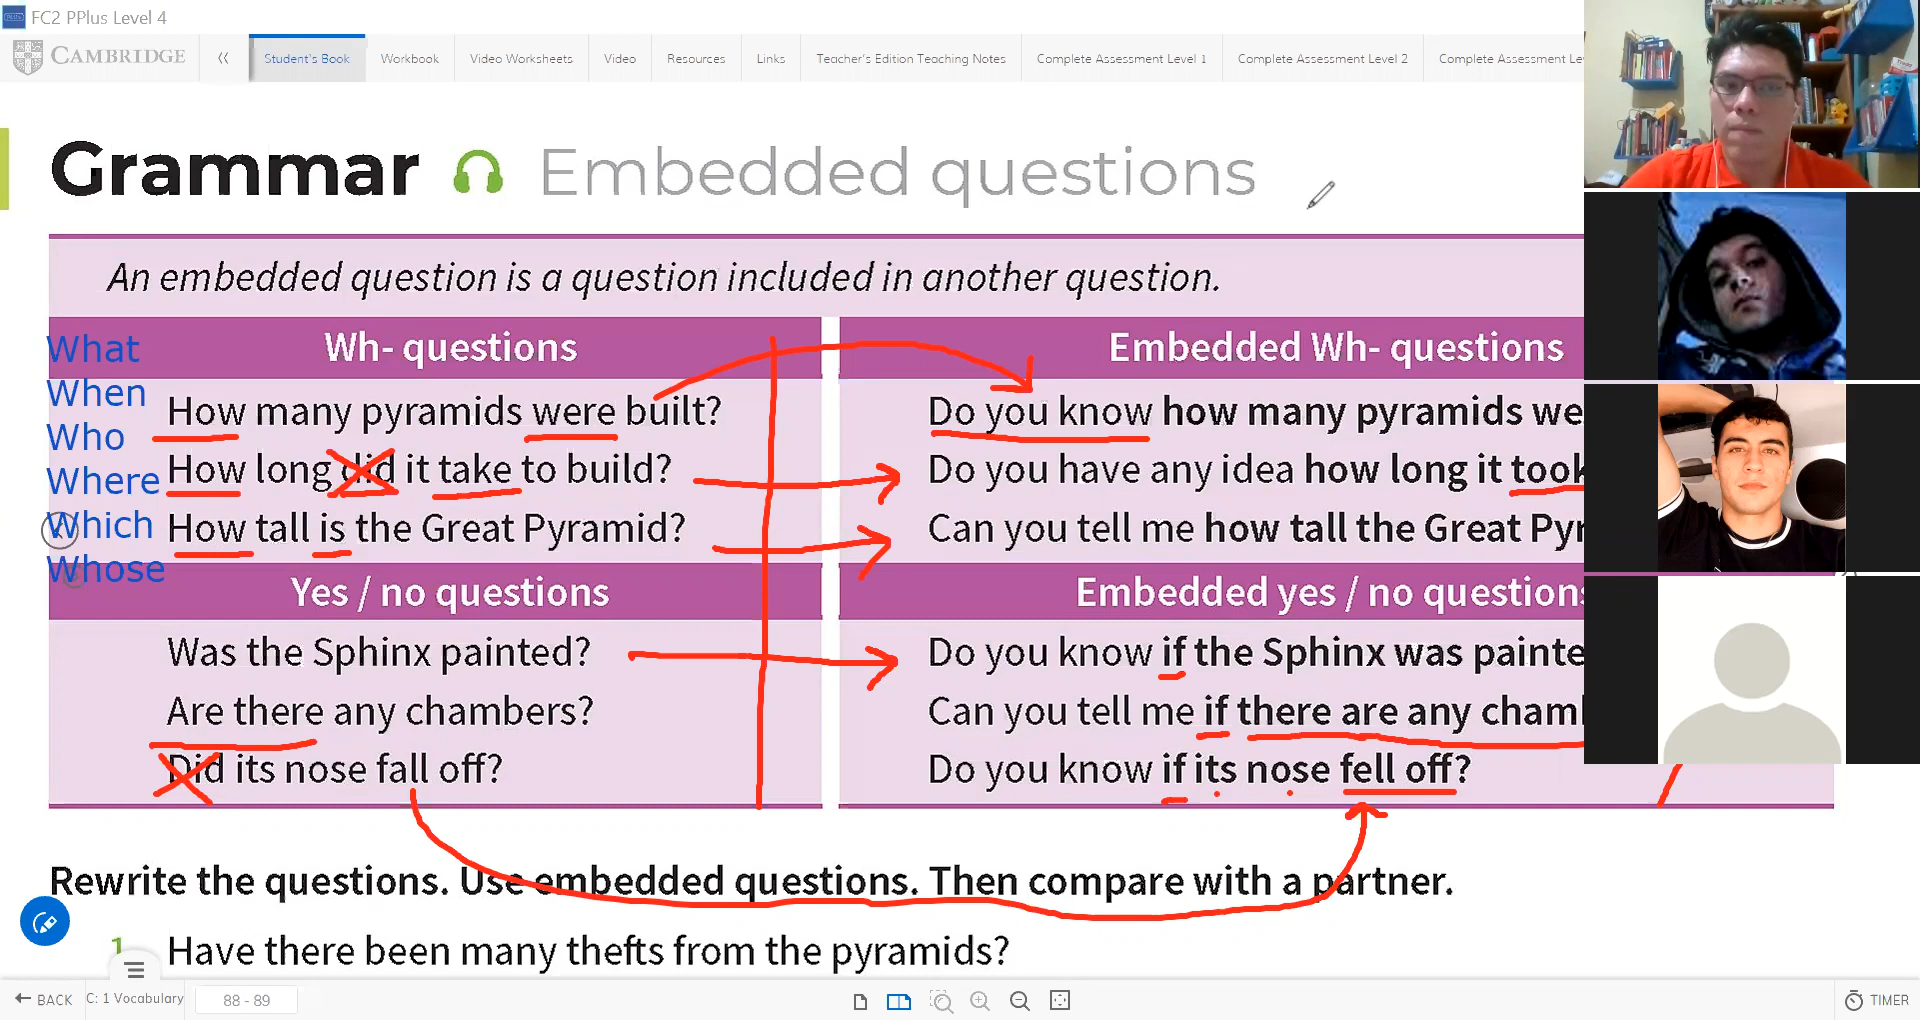 FC2 PPlus Level 4
CAMBRIDGE
Student's Book
Workbook
Video Worksheets
Video
Resources
Links
Teacher's Edition Teaching Notes
Complete Assessment Level 1
Complete Assessment Level 2
Complete Assessment Le
Grammar Embedded questions
An embedded question is a question included in another question.
What
When
Who
Where
Which
Whose
Wh- questions
How many pyramids were built?
How long did it take to build?
How tall is the Great Pyramid?
Embedded Wh- questions
Do you know how many pyramids we
Do you have any idea how long it took
Can you tell me how tall the Great Pyr
Yes / no questions
Was the Sphinx painted?
Are there any chambers?
Did its nose fall off?
Embedded yes / no questions
Do you know if the Sphinx was painte
Can you tell me if there are any cham
Do you know if its nose fell off?
Rewrite the questions. Use embedded questions. Then compare with a partner.
1 Have there been many thefts from the pyramids?
BACK
C: 1 Vocabulary
88 - 89
TIMER